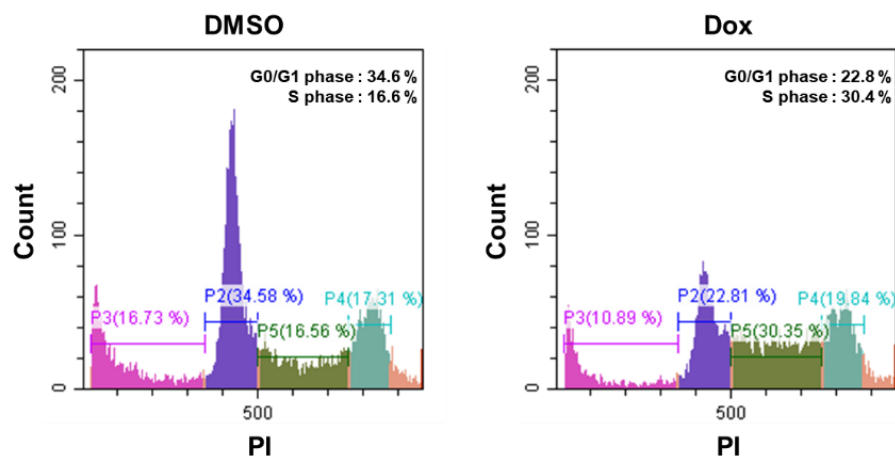 DMSO
G0/G1 phase : 34.6 %
S phase : 16.6 %
200
100
0
Count
P3(16.73 %)
P2(34.58 %)
P5(16.56 %)
P4(17.31 %)
500
PI
Dox
G0/G1 phase : 22.8 %
S phase : 30.4 %
200
100
0
Count
P3(10.89 %)
P2(22.81 %)
P5(30.35 %)
P4(19.84 %)
500
PI